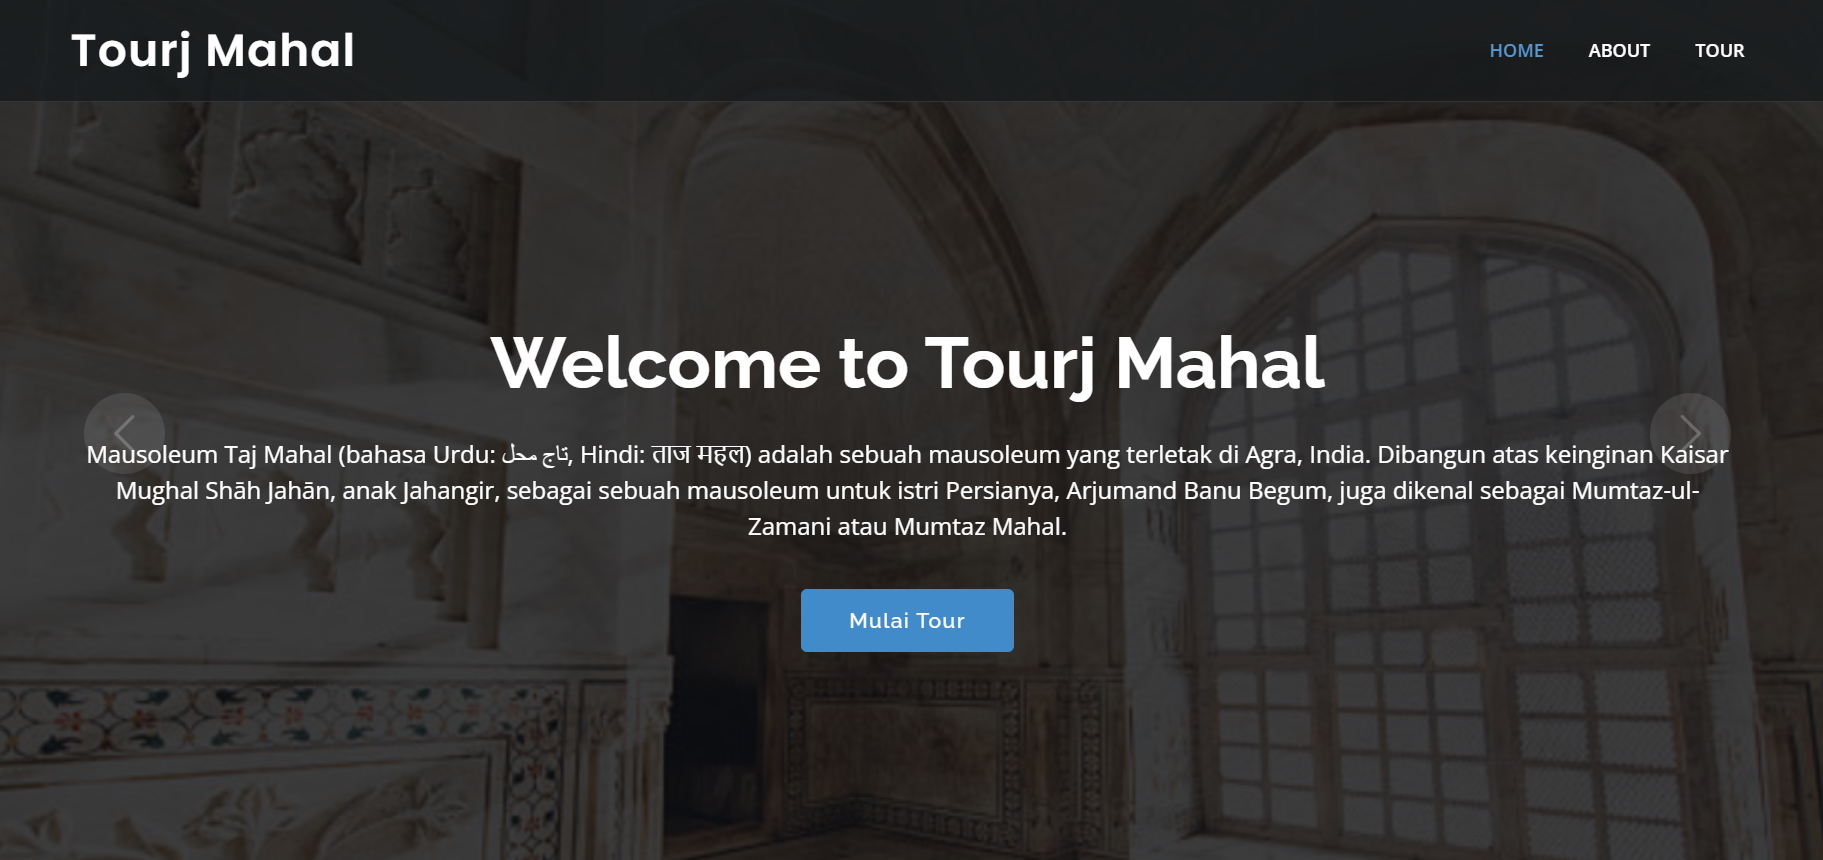 Tourj Mahal
HOME ABOUT TOUR
Welcome to Tourj Mahal
Mausoleum Taj Mahal (bahasa Urdu: تاج محل, Hindi: ताज महल) adalah sebuah mausoleum yang terletak di Agra, India. Dibangun atas keinginan Kaisar
Mughal Shāh Jahān, anak Jahangir, sebagai sebuah mausoleum untuk istri Persianya, Arjumand Banu Begum, juga dikenal sebagai Mumtaz-ul-
Zamani atau Mumtaz Mahal.
Mulai Tour